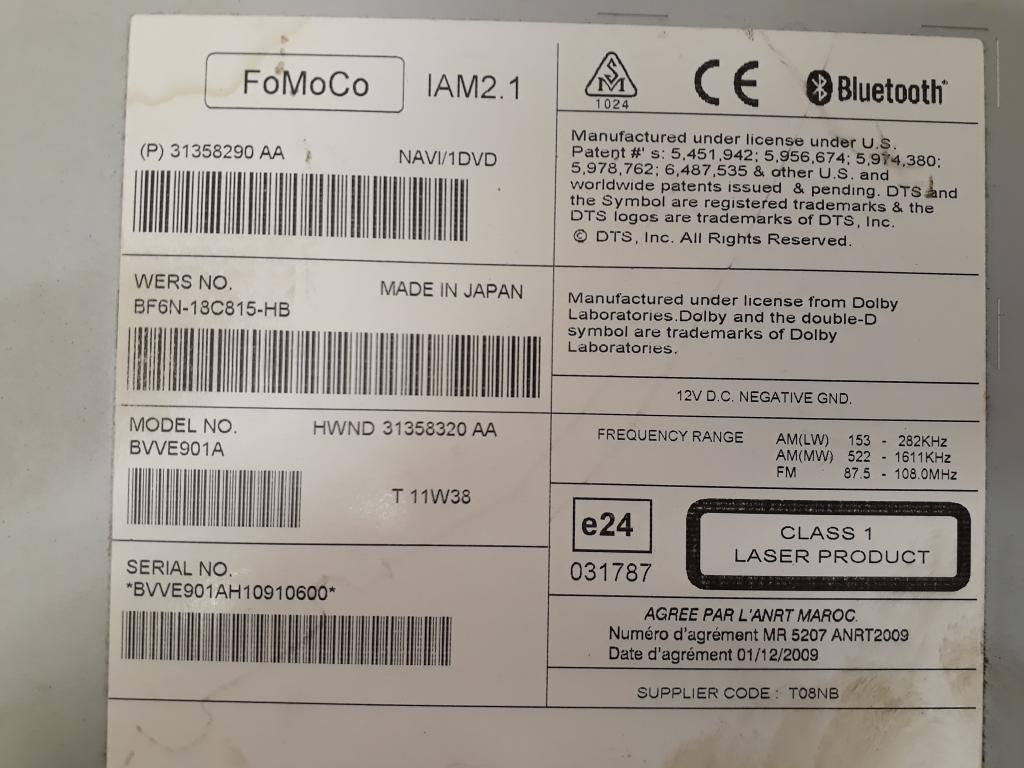 FoMoCo IAM2.1
(P) 31358290 AA NAVI/1DVD
WERS NO. MADE IN JAPAN
BF6N-18C815-HB
MODEL NO. HWND 31358320 AA
BVVE901A
T 11W38
SERIAL NO.
*BVVE901AH10910600*
SM
1024
CE
Bluetooth
Manufactured under license under U.S.
Patent #' s: 5,451,942; 5,956,674; 5,974,380;
5,978,762; 6,487,535 & other U.S. and
worldwide patents issued & pending. DTS and
the Symbol are registered trademarks & the
DTS logos are trademarks of DTS, Inc.
© DTS, Inc. All Rights Reserved.
Manufactured under license from Dolby
Laboratories.Dolby and the double-D
symbol are trademarks of Dolby
Laboratories.
12V D.C. NEGATIVE GND.
FREQUENCY RANGE AM(LW) 153 - 282KHz
AM(MW) 522 - 1611KHz
FM 87.5 - 108.0MHz
e24
031787
CLASS 1
LASER PRODUCT
AGREE PAR L'ANRT MAROC.
Numéro d'agrément MR 5207 ANRT2009
Date d'agrément 01/12/2009
SUPPLIER CODE : T08NB